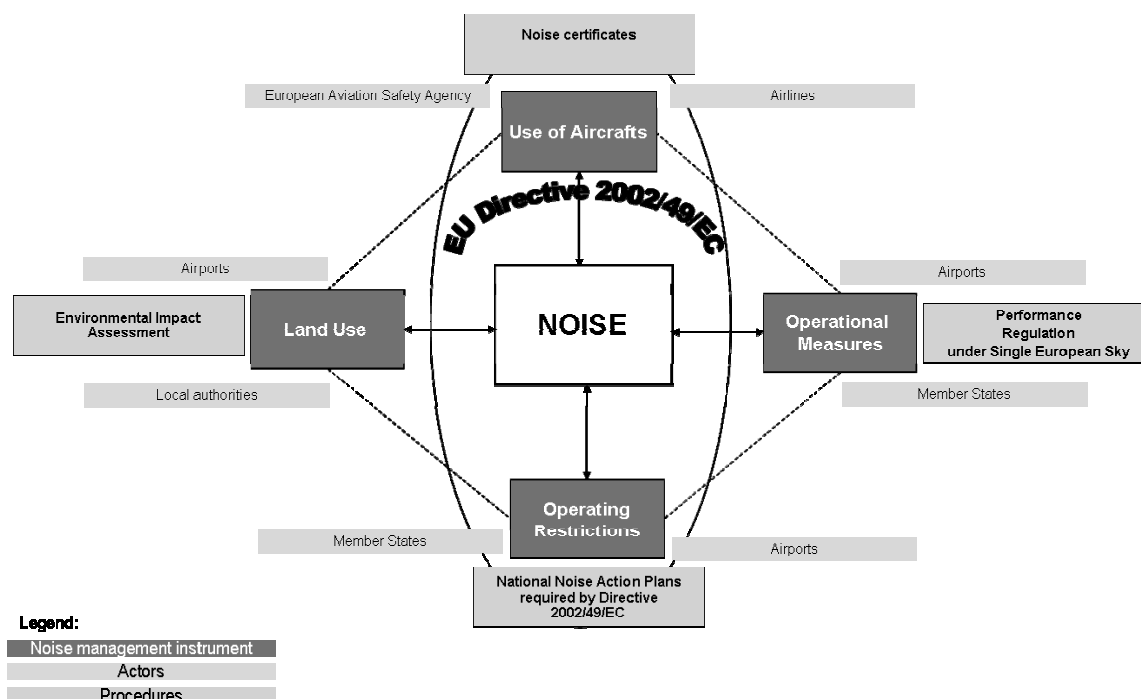 Noise certificates
European Aviation Safety Agency
Airlines
Use of Aircrafts
EU Directive 2002/49/EC
Airports
Airports
Environmental Impact
Assessment
Land Use
NOISE
Operational
Measures
Performance
Regulation
under Single European Sky
Local authorities
Member States
Operating
Restrictions
Member States
Airports
National Noise Action Plans
required by Directive
2002/49/EC
Legend:
Noise management instrument
Actors
Procedures